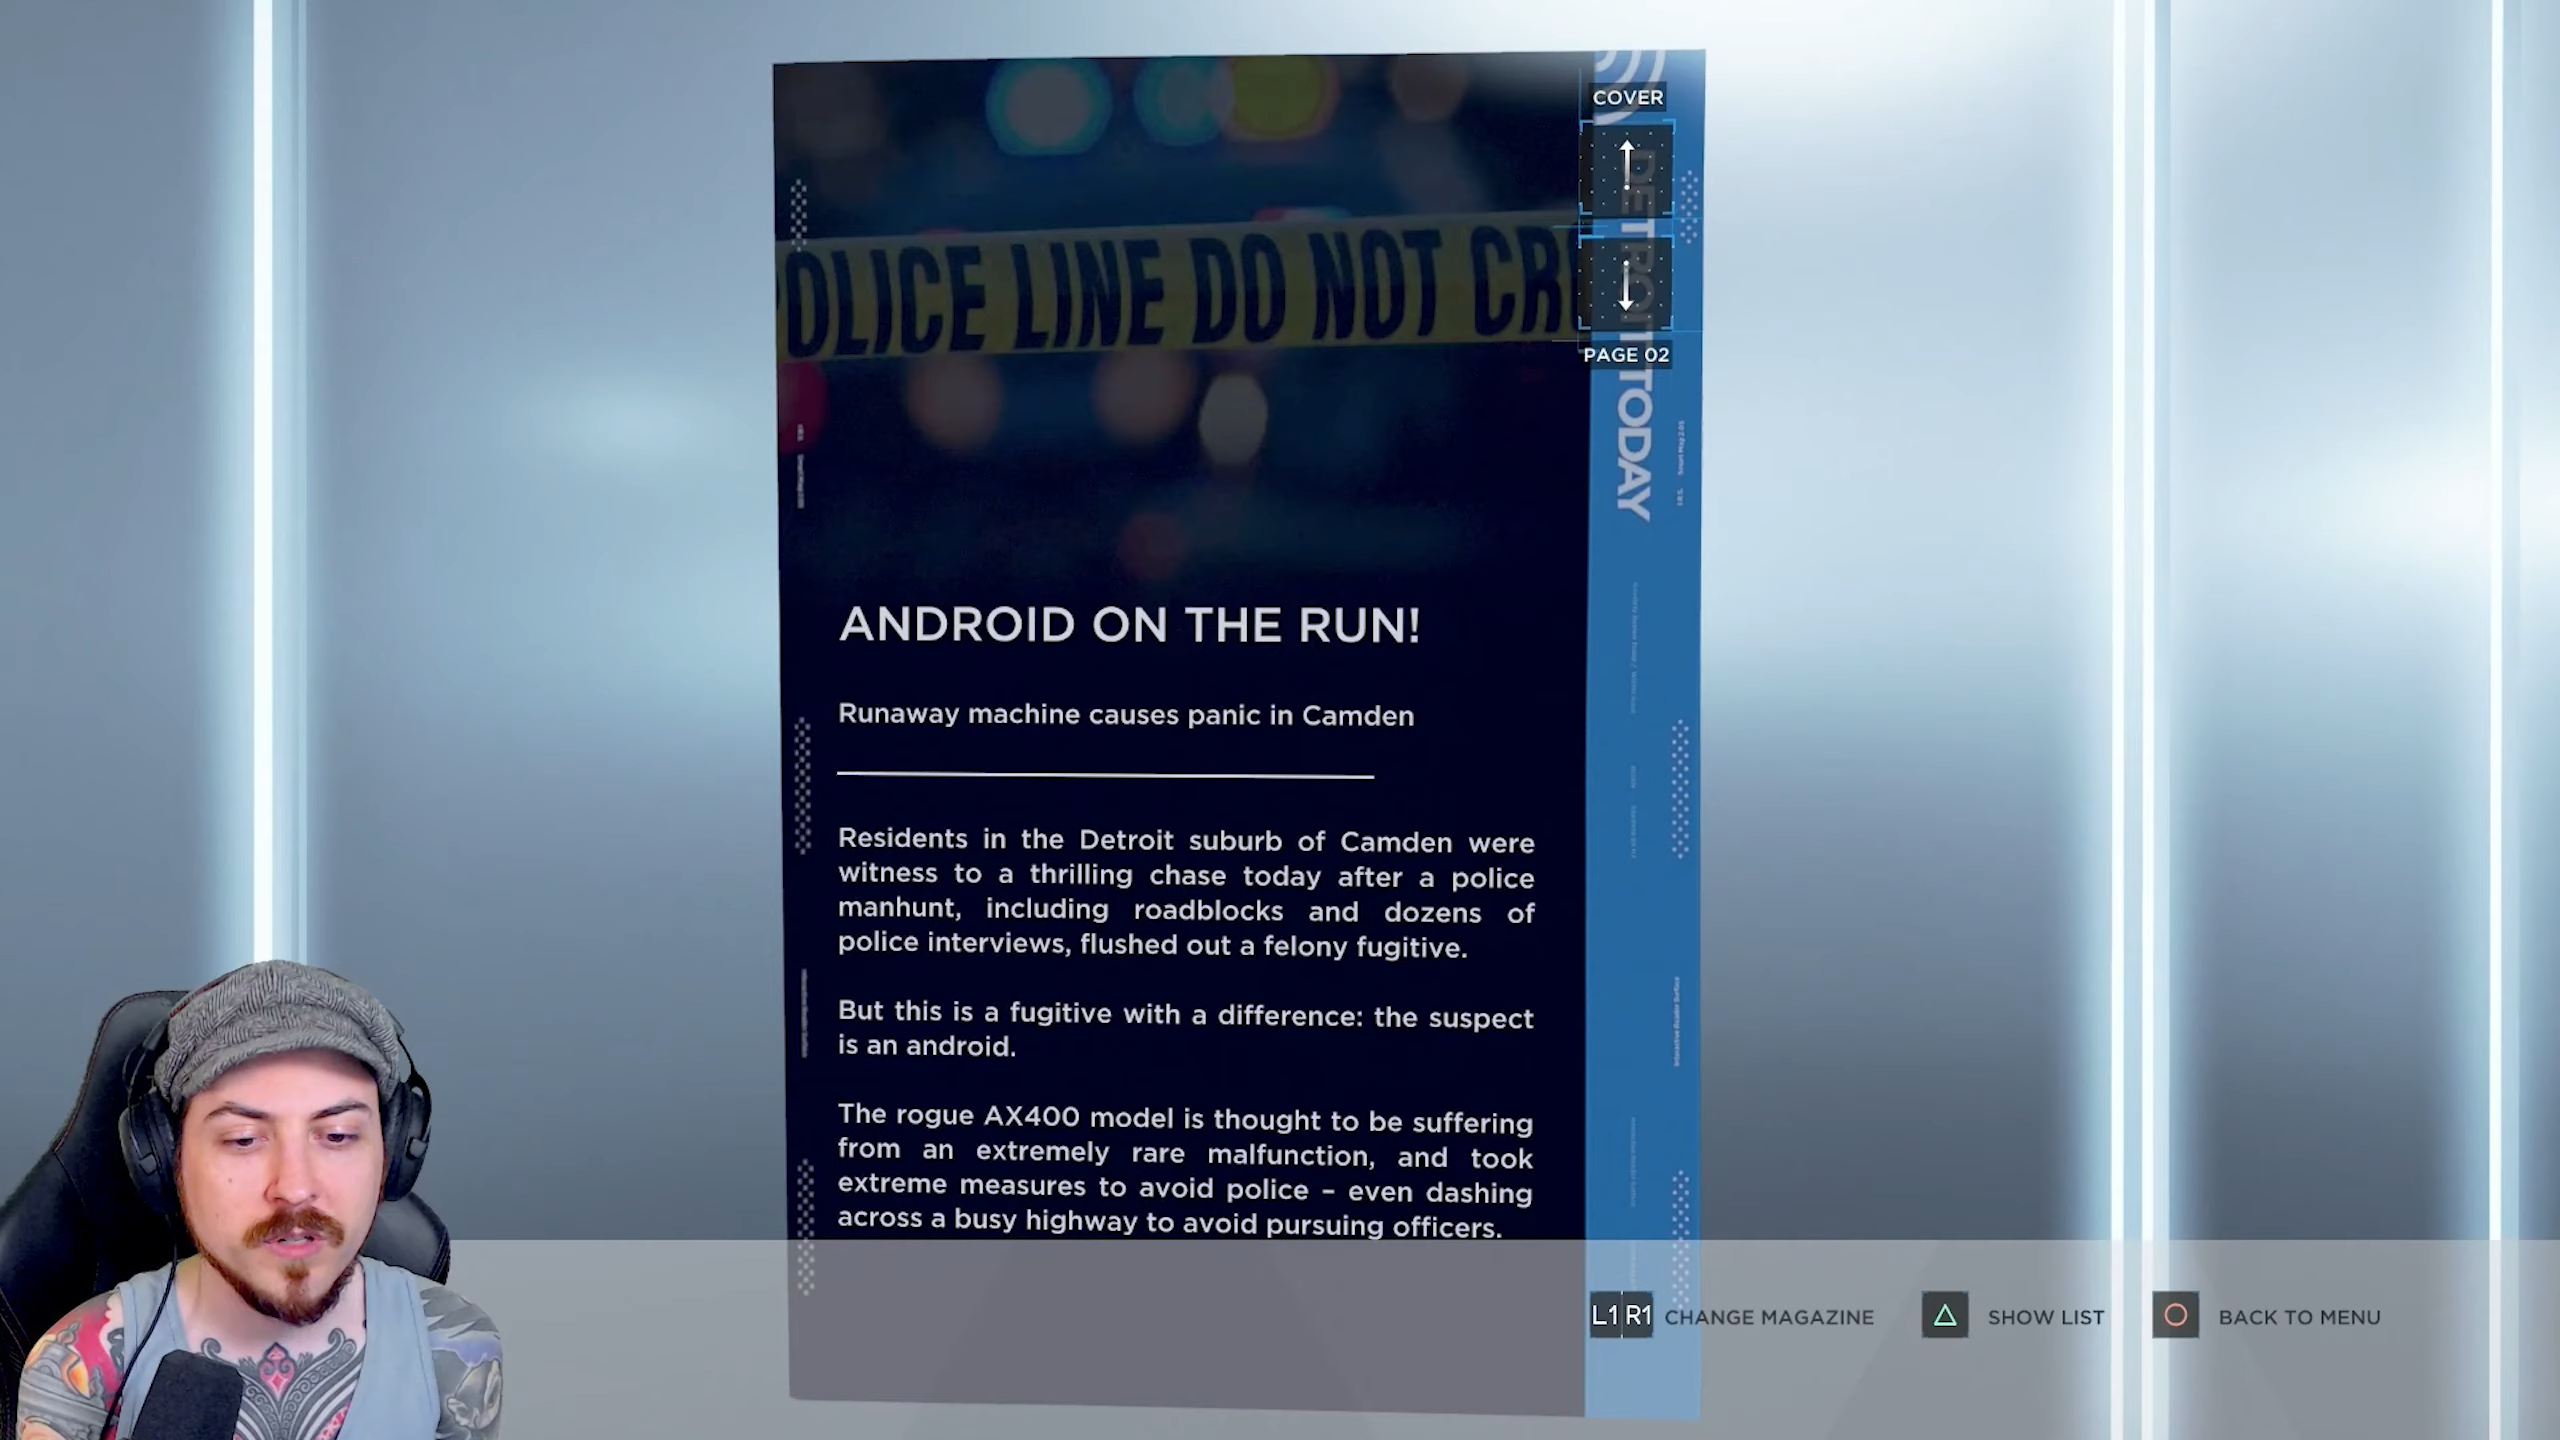 COVER
POLICE LINE DO NOT CR
PAGE 02
DETROIT TODAY
ANDROID ON THE RUN!
Runaway machine causes panic in Camden
Residents in the Detroit suburb of Camden were
witness to a thrilling chase today after a police
manhunt, including roadblocks and dozens of
police interviews, flushed out a felony fugitive.
But this is a fugitive with a difference: the suspect
is an android.
The rogue AX400 model is thought to be suffering
from an extremely rare malfunction, and took
extreme measures to avoid police – even dashing
across a busy highway to avoid pursuing officers.
L1 R1 CHANGE MAGAZINE SHOW LIST BACK TO MENU